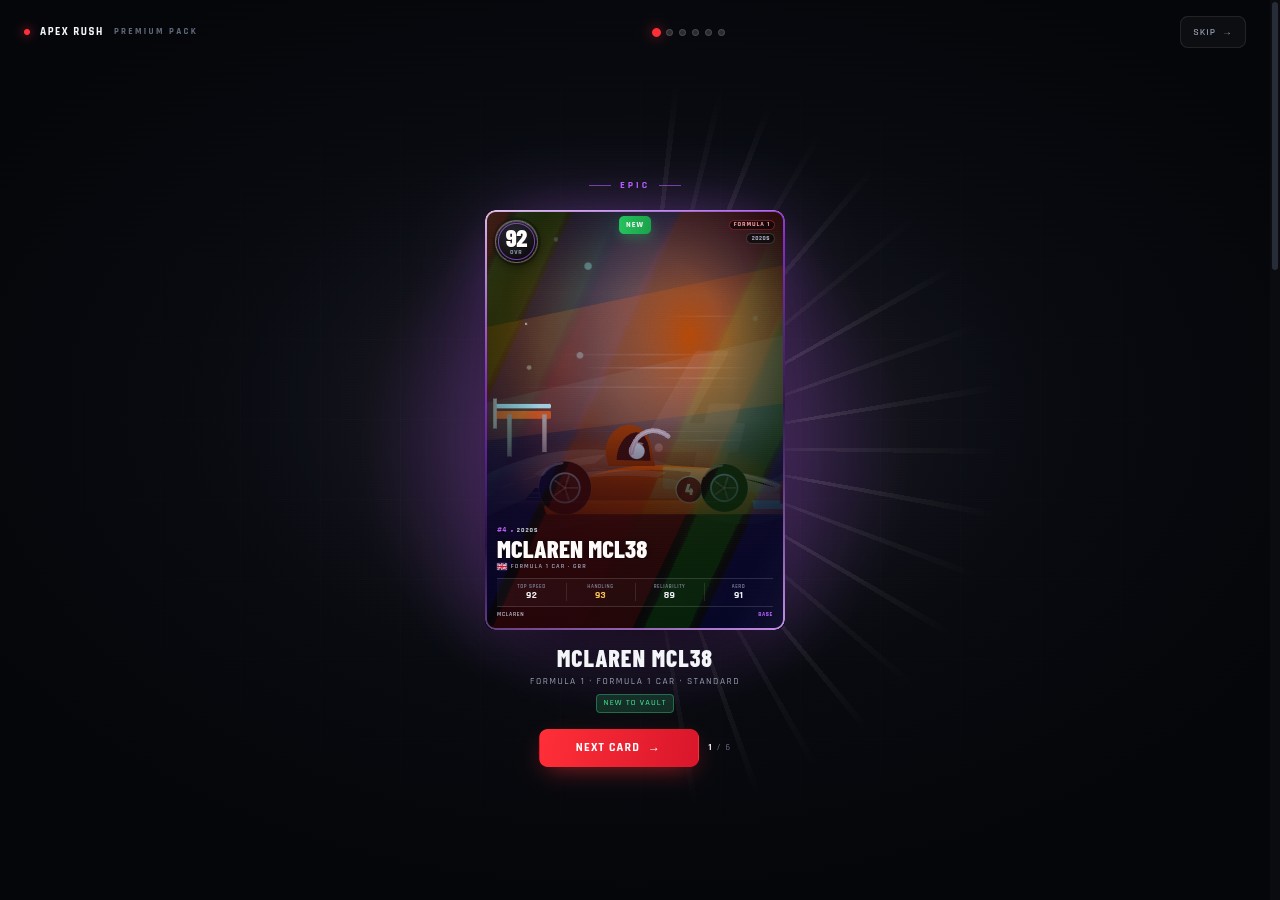 APEX RUSH PREMIUM PACK
SKIP →
EPIC
92
OVR
NEW
FORMULA 1
2020S
4
#4 • 2020S
MCLAREN MCL38
FORMULA 1 CAR · GBR
TOP SPEED HANDLING RELIABILITY AERO
92 93 89 91
MCLAREN BASE
MCLAREN MCL38
FORMULA 1 · FORMULA 1 CAR · STANDARD
NEW TO VAULT
NEXT CARD → 1 / 5